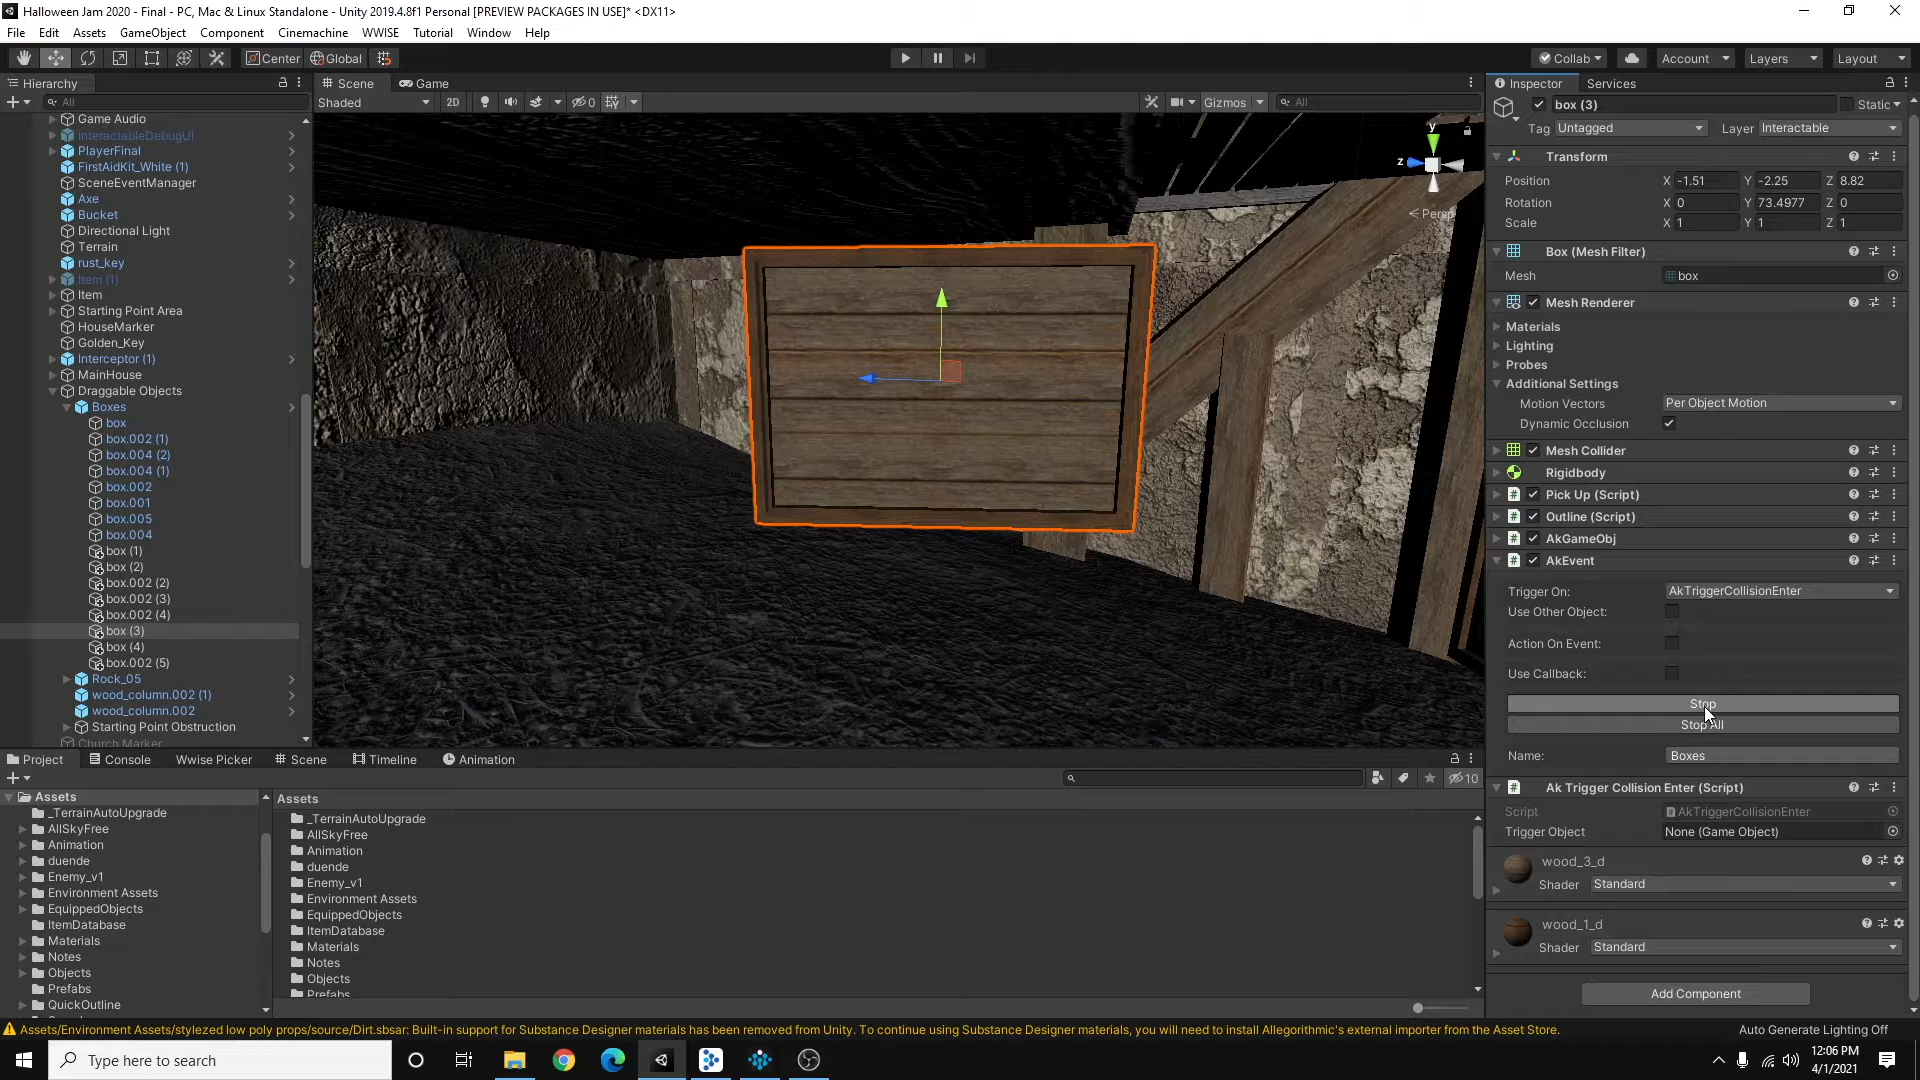 Halloween Jam 2020 - Final - PC, Mac & Linux Standalone - Unity 2019.4.8f1 Personal [PREVIEW PACKAGES IN USE]* <DX11>
File Edit Assets GameObject Component Cinemachine WWISE Tutorial Window Help
Center Global Collab Account Layers Layout
Hierarchy
All
Game Audio
InteractableDebugUI
PlayerFinal
FirstAidKit_White (1)
SceneEventManager
Axe
Bucket
Directional Light
Terrain
rust_key
Item (1)
Item
Starting Point Area
HouseMarker
Golden_Key
Interceptor (1)
MainHouse
Draggable Objects
Boxes
box
box.002 (1)
box.004 (2)
box.004 (1)
box.002
box.001
box.005
box.004
box (1)
box (2)
box.002 (2)
box.002 (3)
box.002 (4)
box (3)
box (4)
box.002 (5)
Rock_05
wood_column.002 (1)
wood_column.002
Starting Point Obstruction
Church Marker
Scene Game
Shaded 2D 0 Gizmos All
y
z
Persp
Inspector Services
box (3) Static
Tag Untagged Layer Interactable
Transform
Position X -1.51 Y -2.25 Z 8.82
Rotation X 0 Y 73.4977 Z 0
Scale X 1 Y 1 Z 1
Box (Mesh Filter)
Mesh box
Mesh Renderer
Materials
Lighting
Probes
Additional Settings
Motion Vectors Per Object Motion
Dynamic Occlusion
Mesh Collider
Rigidbody
Pick Up (Script)
Outline (Script)
AkGameObj
AkEvent
Trigger On: AkTriggerCollisionEnter
Use Other Object:
Action On Event:
Use Callback:
Stop
Stop All
Name: Boxes
Ak Trigger Collision Enter (Script)
Script AkTriggerCollisionEnter
Trigger Object None (Game Object)
wood_3_d
Shader Standard
wood_1_d
Shader Standard
Add Component
Project Console Wwise Picker Scene Timeline Animation
10
Assets
_TerrainAutoUpgrade
AllSkyFree
Animation
duende
Enemy_v1
Environment Assets
EquippedObjects
ItemDatabase
Materials
Notes
Objects
Prefabs
QuickOutline
Assets
_TerrainAutoUpgrade
AllSkyFree
Animation
duende
Enemy_v1
Environment Assets
EquippedObjects
ItemDatabase
Materials
Notes
Objects
Prefabs
Assets/Environment Assets/stylezed low poly props/source/Dirt.sbsar: Built-in support for Substance Designer materials has been removed from Unity. To continue using Substance Designer materials, you will need to install Allegorithmic's external importer from the Asset Store.
Auto Generate Lighting Off
Type here to search
12:06 PM
4/1/2021